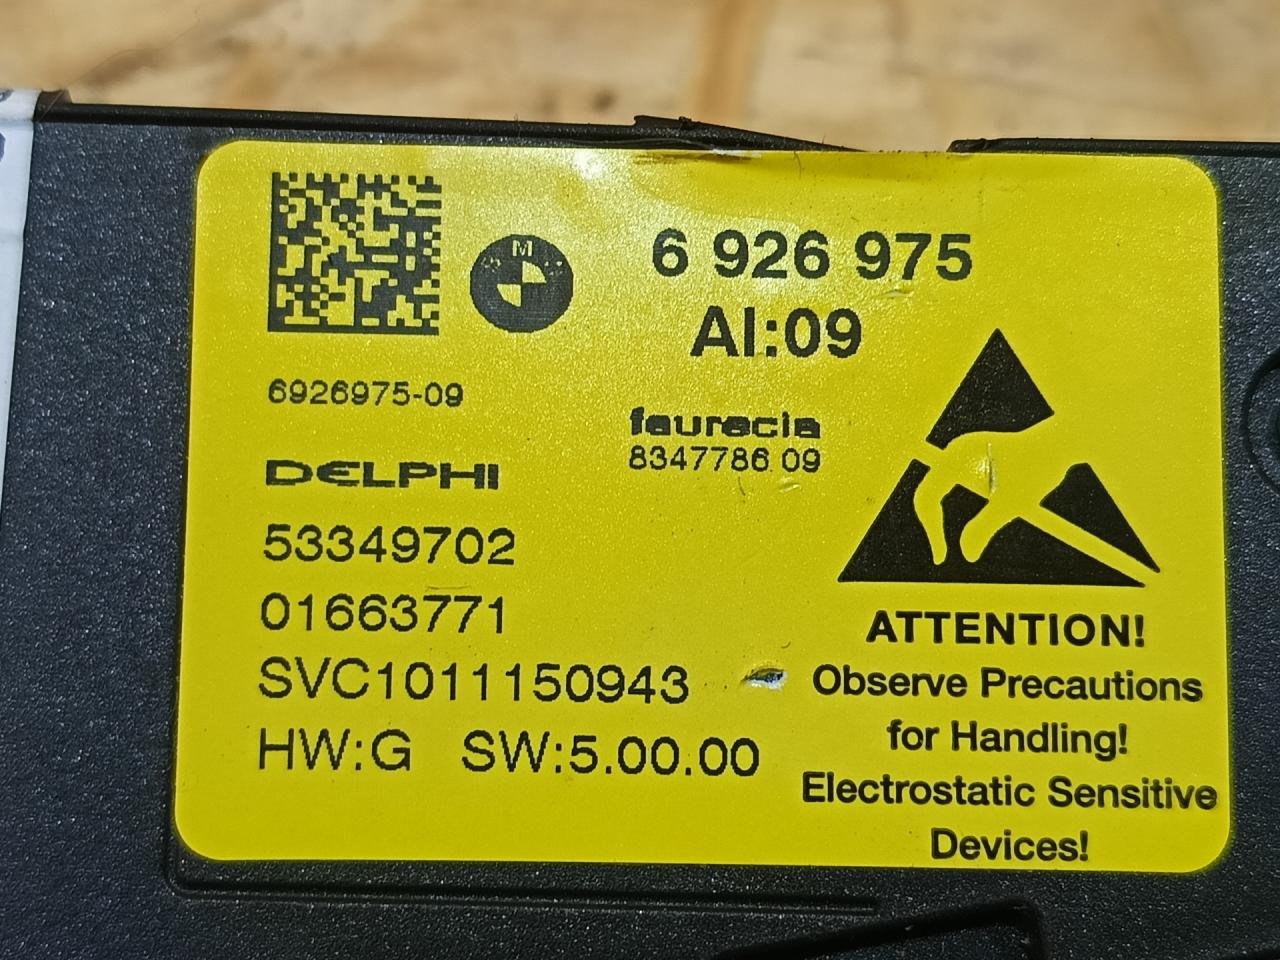 M
6 926 975
AI:09
6926975-09
faurecia
8347786 09
DELPHI
53349702
01663771
SVC1011150943
HW:G SW:5.00.00
ATTENTION!
Observe Precautions
for Handling!
Electrostatic Sensitive
Devices!